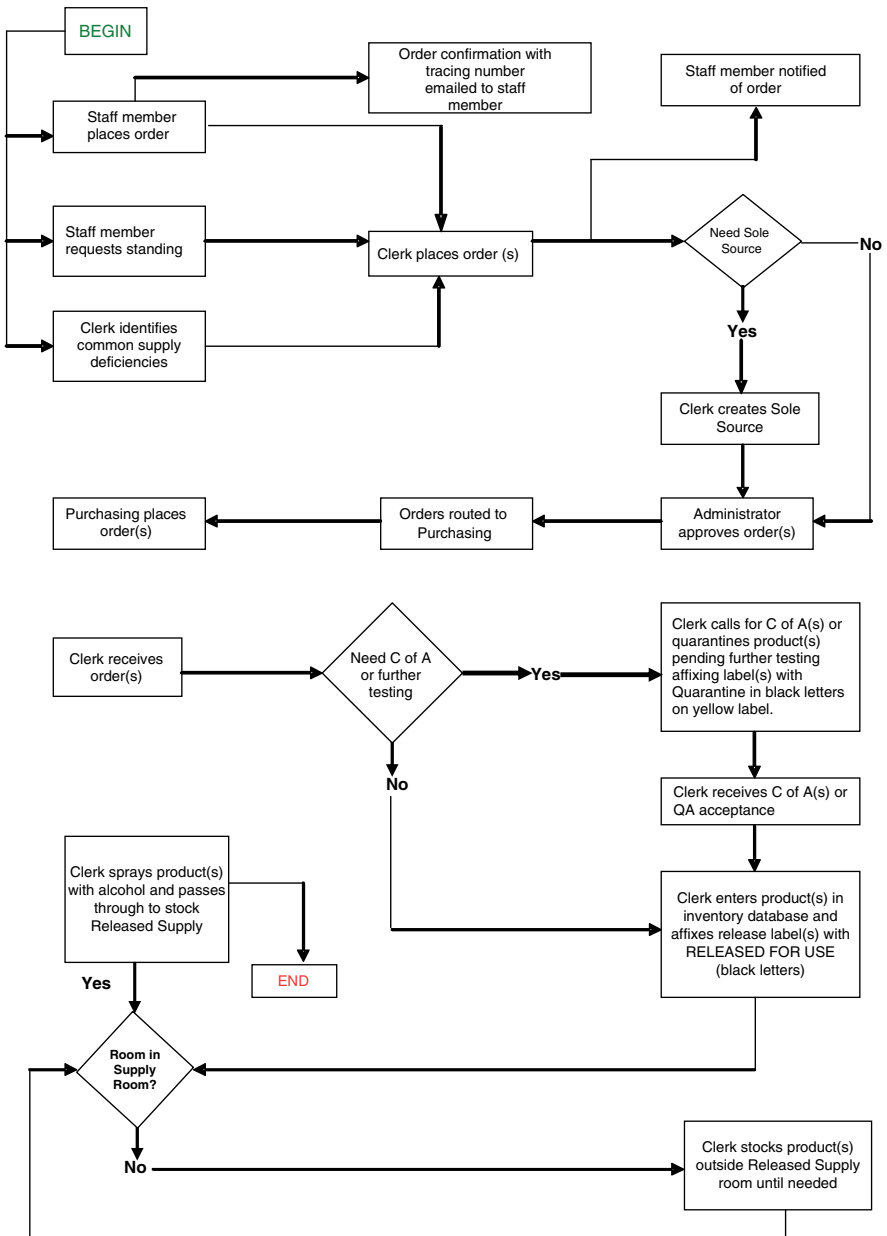 BEGIN
Order confirmation with
tracing number
emailed to staff
member
Staff member notified
of order
Staff member
places order
Staff member
requests standing
Clerk places order (s)
Need Sole
Source
No
Clerk identifies
common supply
deficiencies
Yes
Clerk creates Sole
Source
Purchasing places
order(s)
Orders routed to
Purchasing
Administrator
approves order(s)
Clerk receives
order(s)
Need C of A
or further
testing
Yes
Clerk calls for C of A(s) or
quarantines product(s)
pending further testing
affixing label(s) with
Quarantine in black letters
on yellow label.
No
Clerk receives C of A(s) or
QA acceptance
Clerk sprays product(s)
with alcohol and passes
through to stock
Released Supply
Clerk enters product(s) in
inventory database and
affixes release label(s) with
RELEASED FOR USE
(black letters)
END
Yes
Room in
Supply
Room?
No
Clerk stocks product(s)
outside Released Supply
room until needed